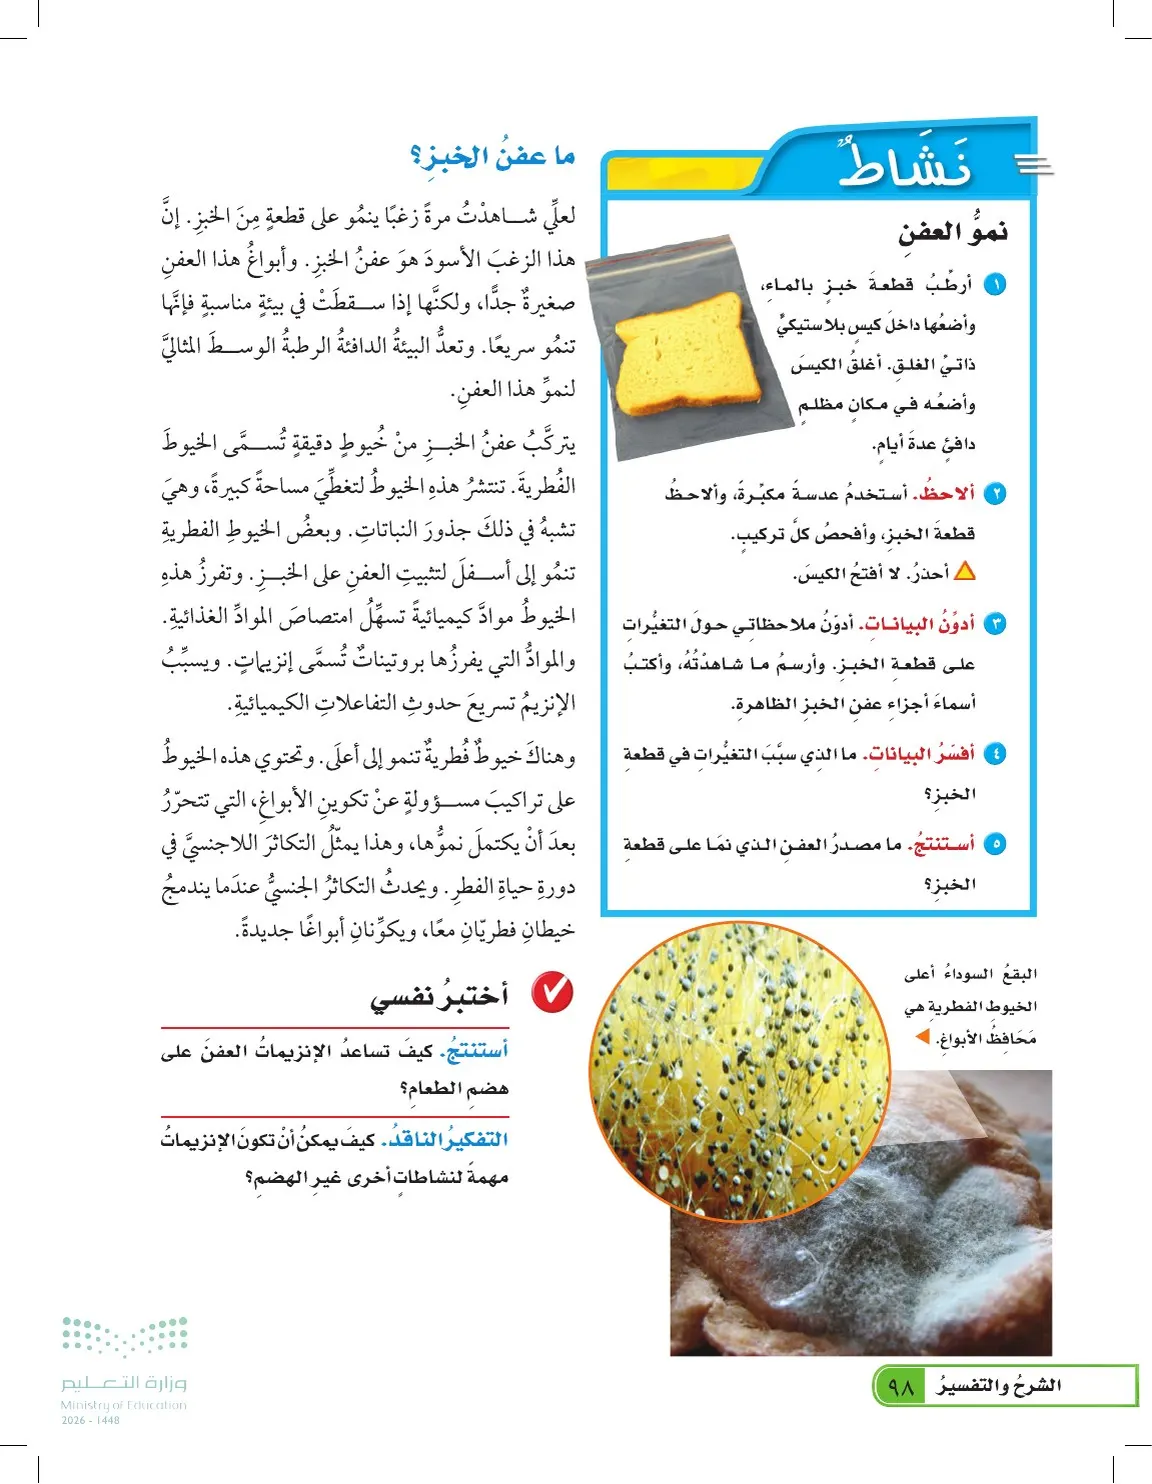 نَشَاطٌ
نموُّ العفنِ
١ أرطِّبُ قطعةَ خبزٍ بالماءِ،
وأضعُها داخلَ كيسٍ بلاستيكيٍّ
ذاتيِّ الغلقِ. أغلقُ الكيسَ
وأضعُه في مكانٍ مظلمٍ
دافئٍ عدةَ أيامٍ.
٢ ألاحظُ. أستخدمُ عدسةَ مكبِّرةً، وألاحظُ
قطعةَ الخبزِ، وأفحصُ كلَّ تركيبٍ.
أحذرُ. لا أفتحُ الكيسَ.
٣ أدوِّنُ البياناتِ. أدوّنُ ملاحظاتي حولَ التغيُّراتِ
على قطعةِ الخبزِ. وأرسمُ ما شاهدْتُهُ، وأكتبُ
أسماءَ أجزاءِ عفنِ الخبزِ الظاهرةِ.
٤ أفسّرُ البياناتِ. ما الذِي سبَّبَ التغيُّراتِ في قطعةِ
الخبزِ؟
٥ أستنتجُ. ما مصدرُ العفنِ الذي نمَا على قطعةِ
الخبزِ؟
البقعُ السوداءُ أعلى
الخيوطِ الفطريةِ هي
مَحَافِظُ الأبواغِ.
ما عفنُ الخبزِ؟
لعلِّي شاهدْتُ مرةً زغبًا ينمُو على قطعةٍ مِنَ الخبزِ. إنَّ
هذا الزغبَ الأسودَ هوَ عفنُ الخبزِ. وأبواغُ هذا العفنِ
صغيرةٌ جدًّا، ولكنَّها إذا سقطَتْ في بيئةٍ مناسبةٍ فإنَّها
تنمُو سريعًا. وتعدُّ البيئةُ الدافئةُ الرطبةُ الوسطَ المثاليَّ
لنموِّ هذا العفنِ.
يتركَّبُ عفنُ الخبزِ منْ خُيوطٍ دقيقةٍ تُسمَّى الخيوطَ
الفُطريةَ. تنتشرُ هذهِ الخيوطُ لتغطِّيَ مساحةً كبيرةً، وهيَ
تشبهُ في ذلكَ جذورَ النباتاتِ. وبعضُ الخيوطِ الفطريةِ
تنمُو إلى أسفلَ لتثبيتِ العفنِ على الخبزِ. وتفرزُ هذهِ
الخيوطُ موادَّ كيميائيةً تسهِّلُ امتصاصَ الموادِّ الغذائيةِ.
والموادُّ التي يفرزُها بروتيناتٌ تُسمَّى إنزيماتٍ. ويسبِّبُ
الإنزيمُ تسريعَ حدوثِ التفاعلاتِ الكيميائيةِ.
وهناكَ خيوطٌ فُطريةٌ تنمو إلى أعلَى. وتحتوي هذه الخيوطُ
على تراكيبَ مسؤولةٍ عنْ تكوينِ الأبواغِ، التي تتحرّرُ
بعدَ أنْ يكتملَ نموُّها، وهذا يمثّلُ التكاثرَ اللاجنسيَّ في
دورةِ حياةِ الفطرِ. ويحدثُ التكاثرُ الجنسيُّ عندَما يندمجُ
خيطانِ فطريّانِ معًا، ويكوِّنانِ أبواغًا جديدةً.
أختبرُ نفسي
أستنتجُ. كيفَ تساعدُ الإنزيماتُ العفنَ على
هضمِ الطعامِ؟
التفكيرُ الناقدُ. كيفَ يمكنُ أنْ تكونَ الإنزيماتُ
مهمةً لنشاطاتٍ أخرى غيرِ الهضمِ؟
وزارة التعليم
Ministry of Education
2026 - 1448
٩٨ الشرحُ والتفسيرُ